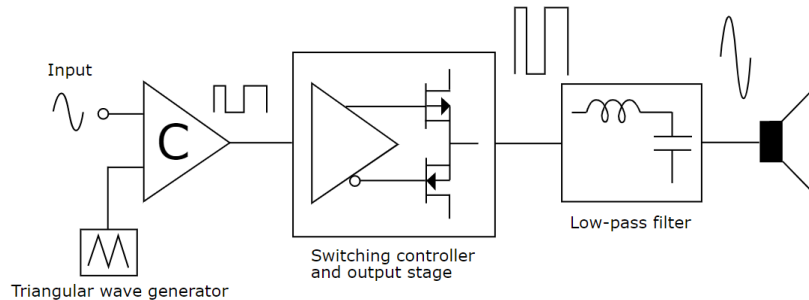 Input
C
Triangular wave generator
Switching controller
and output stage
Low-pass filter